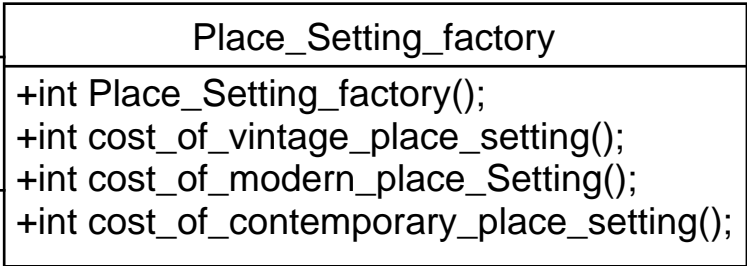 Place_Setting_factory
+int Place_Setting_factory();
+int cost_of_vintage_place_setting();
+int cost_of_modern_place_Setting();
+int cost_of_contemporary_place_setting();